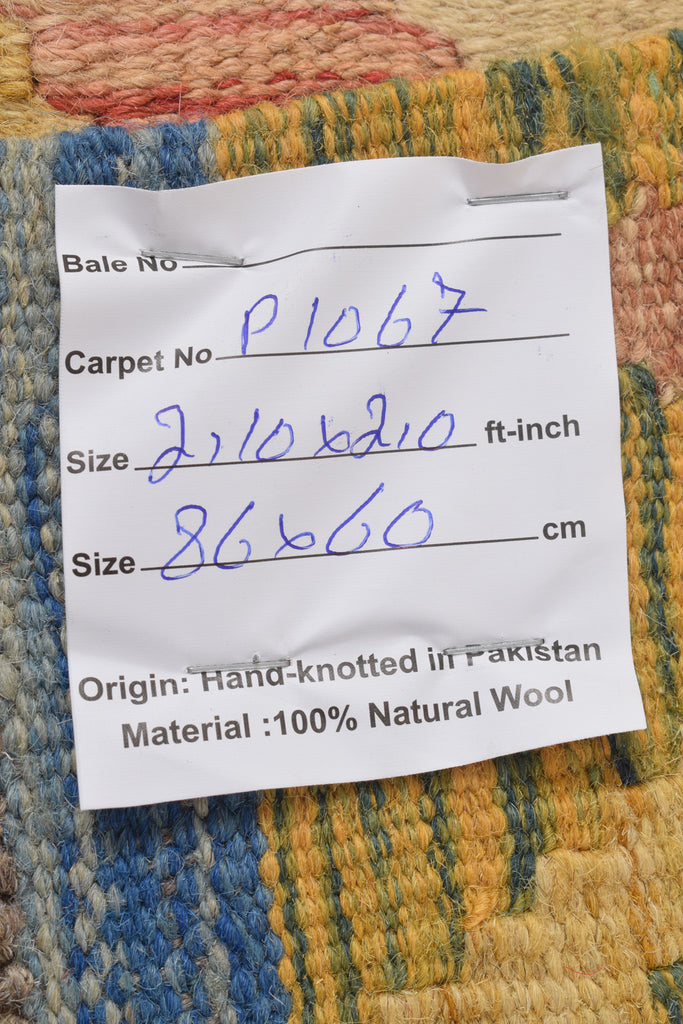 Bale No
Carpet No P1067
Size 2,10x2,0 ft-inch
Size 86x60 cm
Origin: Hand-knotted in Pakistan
Material :100% Natural Wool